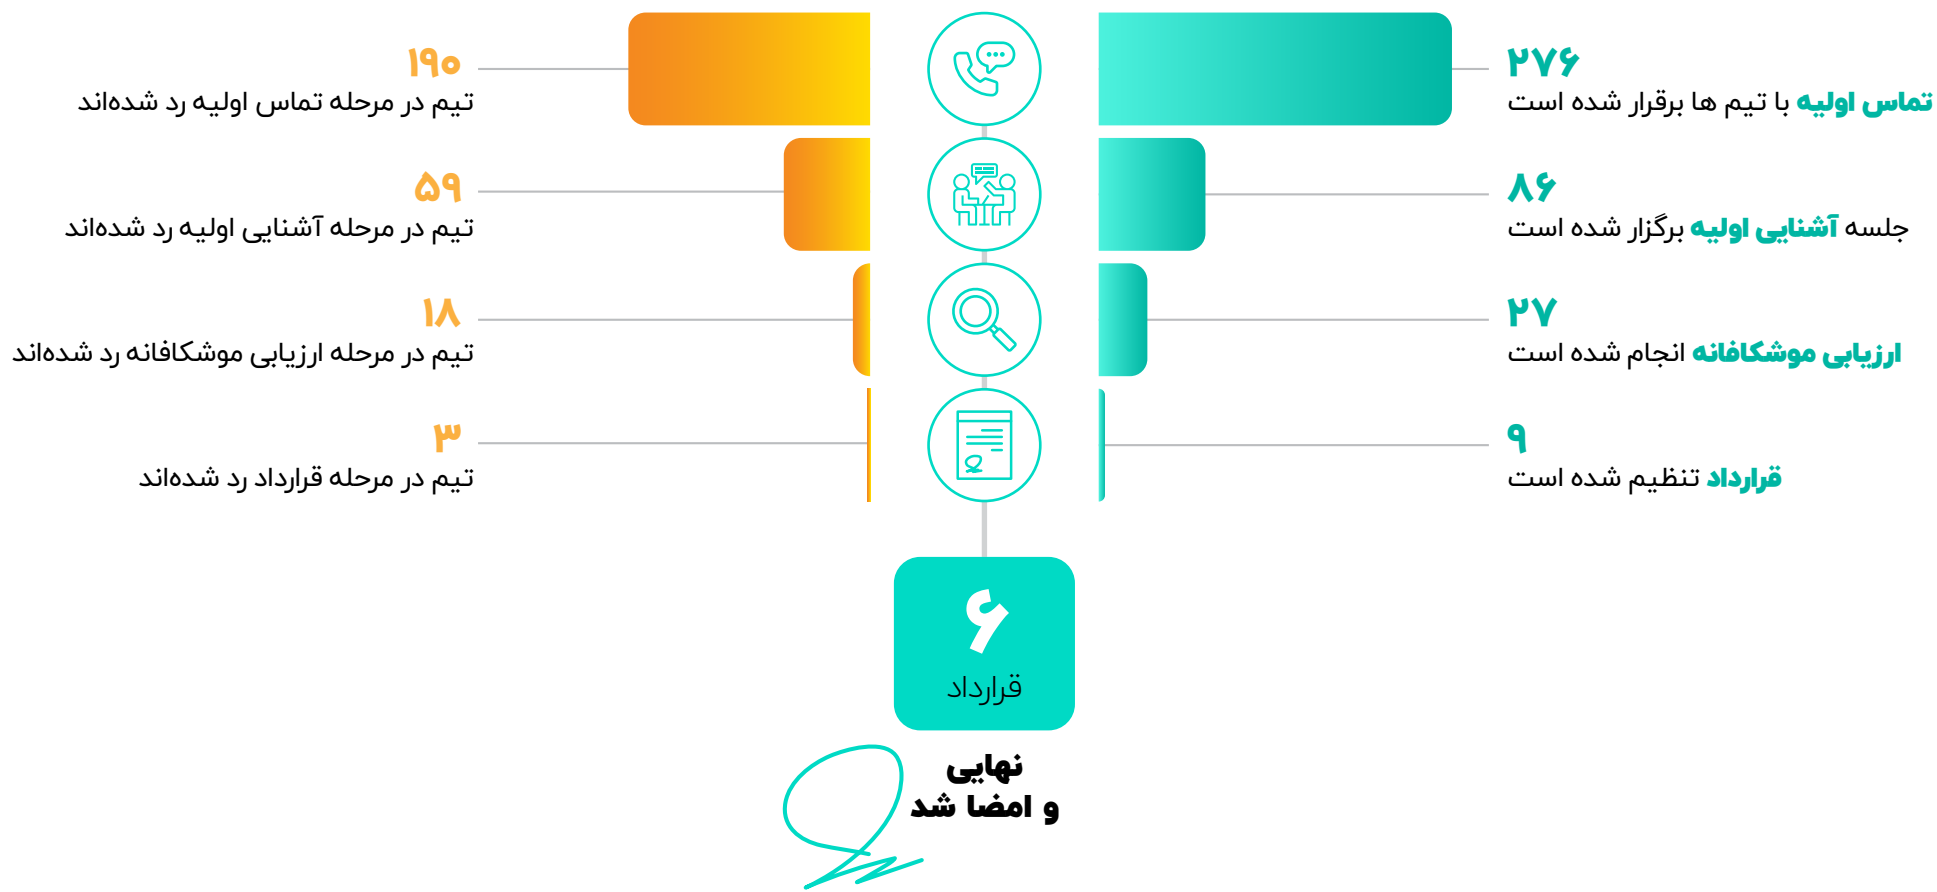 ۲۷۶
تماس اولیه با تیم ها برقرار شده است
۱۹۰
تیم در مرحله تماس اولیه رد شده‌اند
۸۶
جلسه آشنایی اولیه برگزار شده است
۵۹
تیم در مرحله آشنایی اولیه رد شده‌اند
۲۷
ارزیابی موشکافانه انجام شده است
۱۸
تیم در مرحله ارزیابی موشکافانه رد شده‌اند
۹
قرارداد تنظیم شده است
۳
تیم در مرحله قرارداد رد شده‌اند
۶
قرارداد
نهایی
و امضا شد